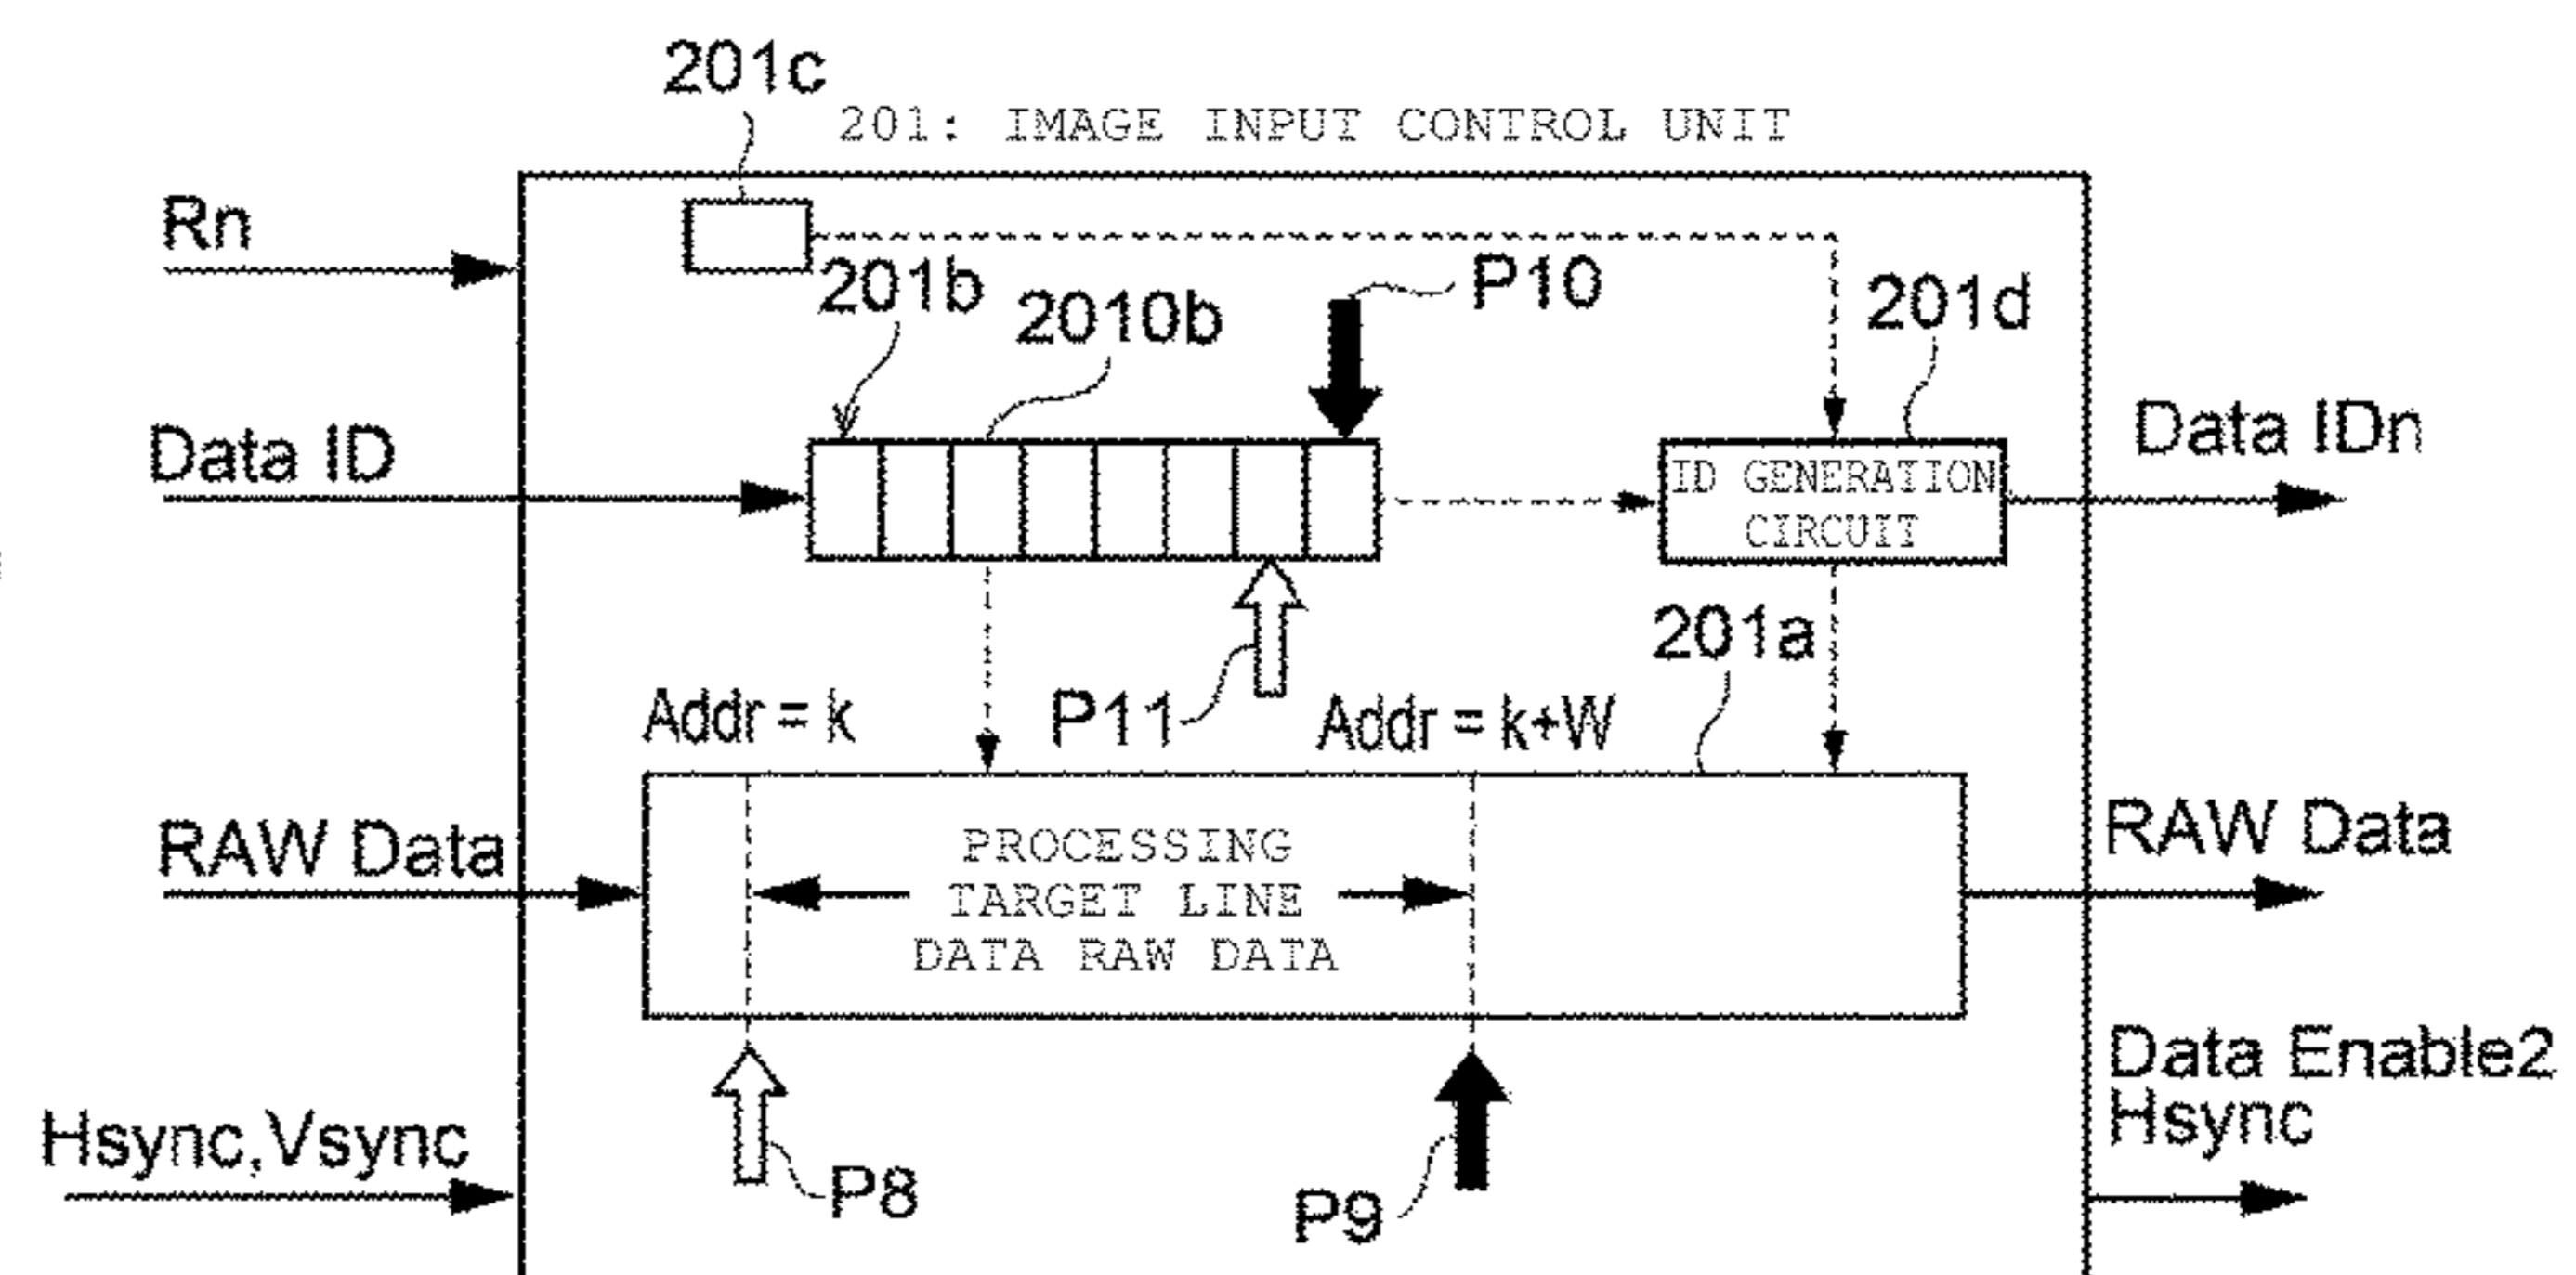 201c
201: IMAGE INPUT CONTROL UNIT
Rn
201b
2010b
P10
201d
Data ID
ID GENERATION
CIRCUIT
Data IDn
201a
Addr = k
P11
Addr = k+W
RAW Data
PROCESSING
TARGET LINE
DATA RAW DATA
RAW Data
Hsync,Vsync
P8
P9
Data Enable2
Hsync